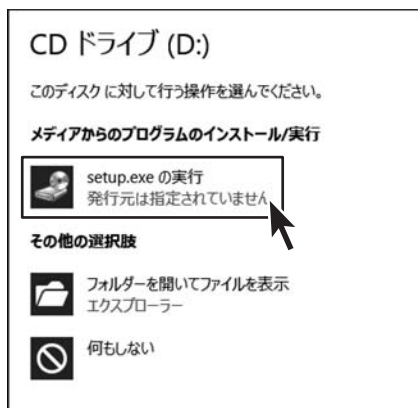 CD ドライブ (D:)
このディスク に対して行う操作を選んでください。
メディアからのプログラムのインストール/実行
setup.exe の実行
発行元は指定されていません
その他の選択肢
フォルダーを開いてファイルを表示
エクスプローラー
何もしない